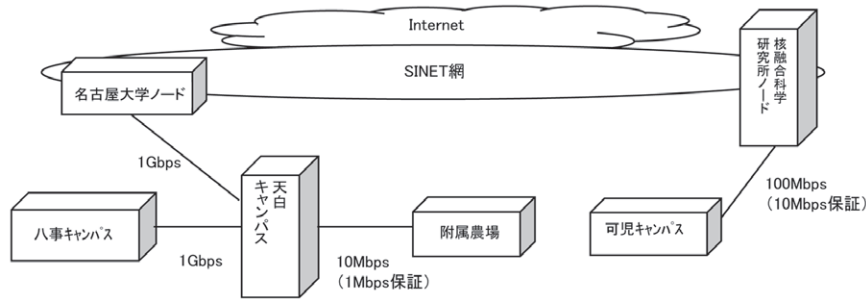 Internet
SINET網
名古屋大学ノード
核融合科学
研究所ノード
1Gbps
天白
キャンパス
100Mbps
（10Mbps保証）
八事キャンパス
附属農場
可児キャンパス
1Gbps
10Mbps
（1Mbps保証）